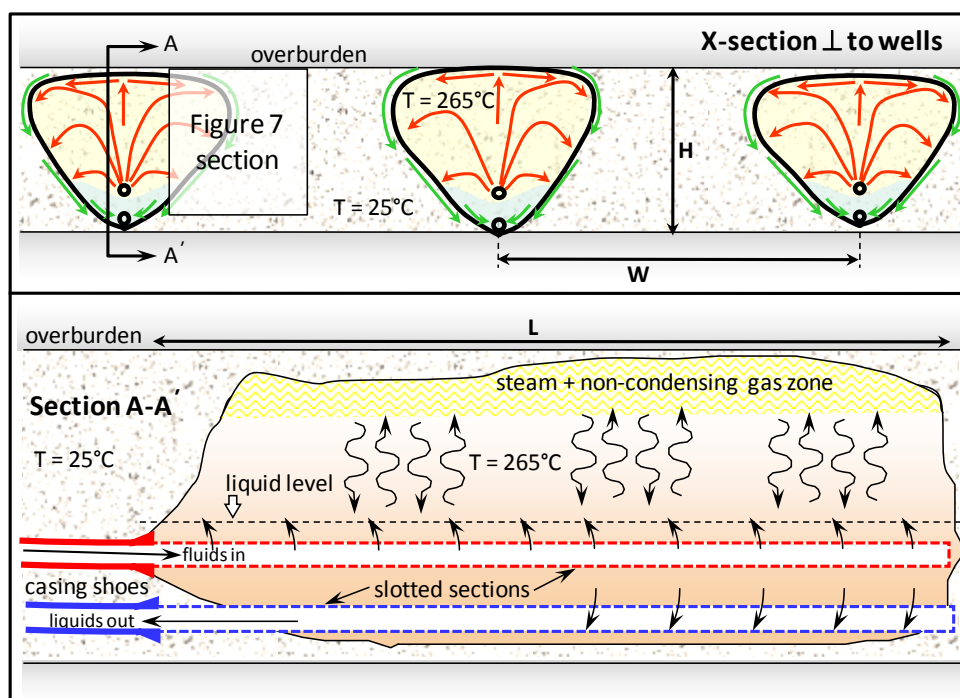 A
overburden
X-section ⊥ to wells
T = 265°C
Figure 7
section
H
T = 25°C
A'
W
overburden
L
steam + non-condensing gas zone
Section A-A'
T = 25°C
T = 265°C
liquid level
fluids in
casing shoes
slotted sections
liquids out